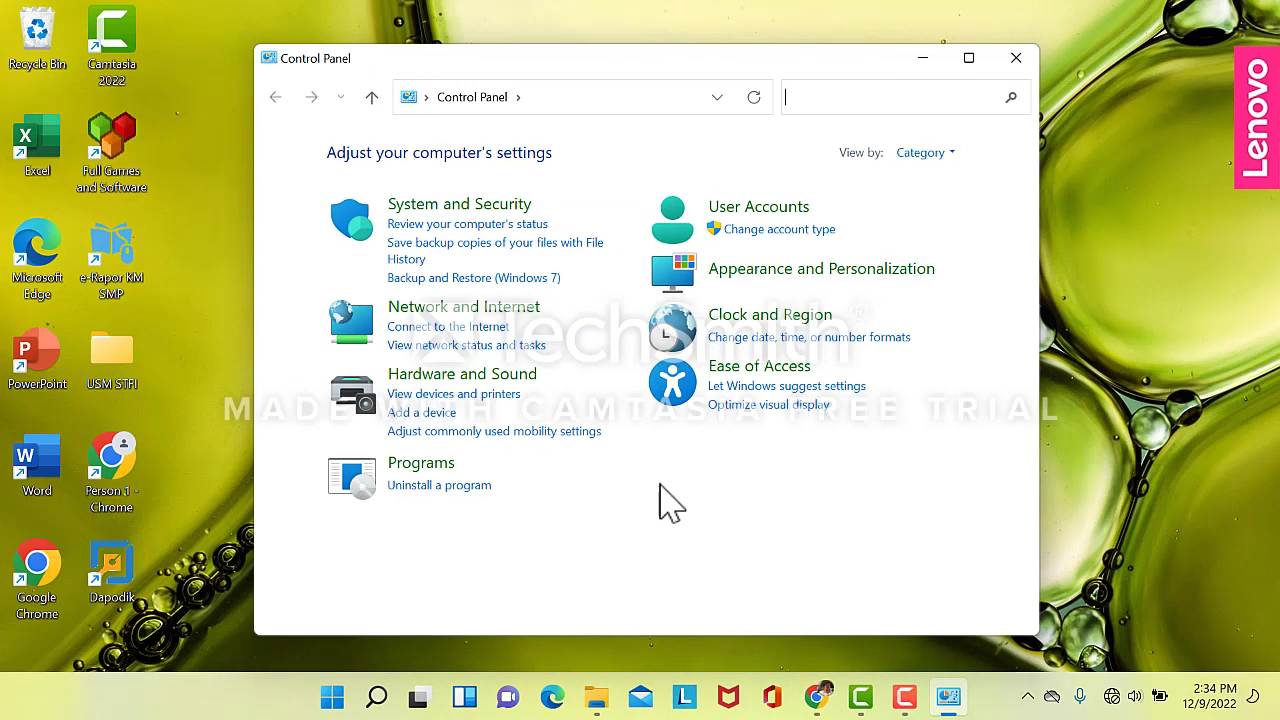 Recycle Bin
Camtasia
2022
Excel
Full Games
and Software
Microsoft
Edge
e-Rapor KM
SMP
PowerPoint
USM STFI
Word
Person 1 -
Chrome
Google
Chrome
Dapodik
Control Panel
Control Panel
Adjust your computer's settings
View by: Category
System and Security
Review your computer's status
Save backup copies of your files with File
History
Backup and Restore (Windows 7)
Network and Internet
Connect to the Internet
View network status and tasks
Hardware and Sound
View devices and printers
Add a device
Adjust commonly used mobility settings
Programs
Uninstall a program
User Accounts
Change account type
Appearance and Personalization
Clock and Region
Change date, time, or number formats
Ease of Access
Let Windows suggest settings
Optimize visual display
TechSmith®
MADE WITH CAMTASIA FREE TRIAL
Lenovo
2:34 PM
12/9/2022